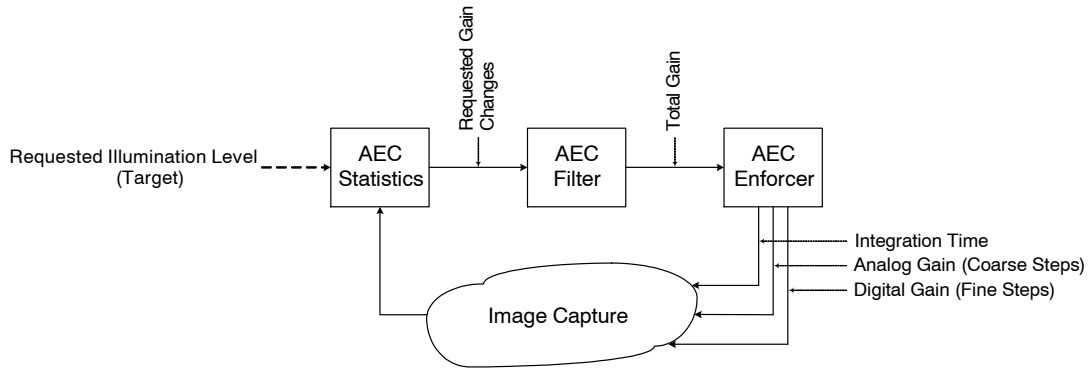 Requested Gain
Changes
Total Gain
Requested Illumination Level
(Target)
AEC
Statistics
AEC
Filter
AEC
Enforcer
Integration Time
Analog Gain (Coarse Steps)
Digital Gain (Fine Steps)
Image Capture